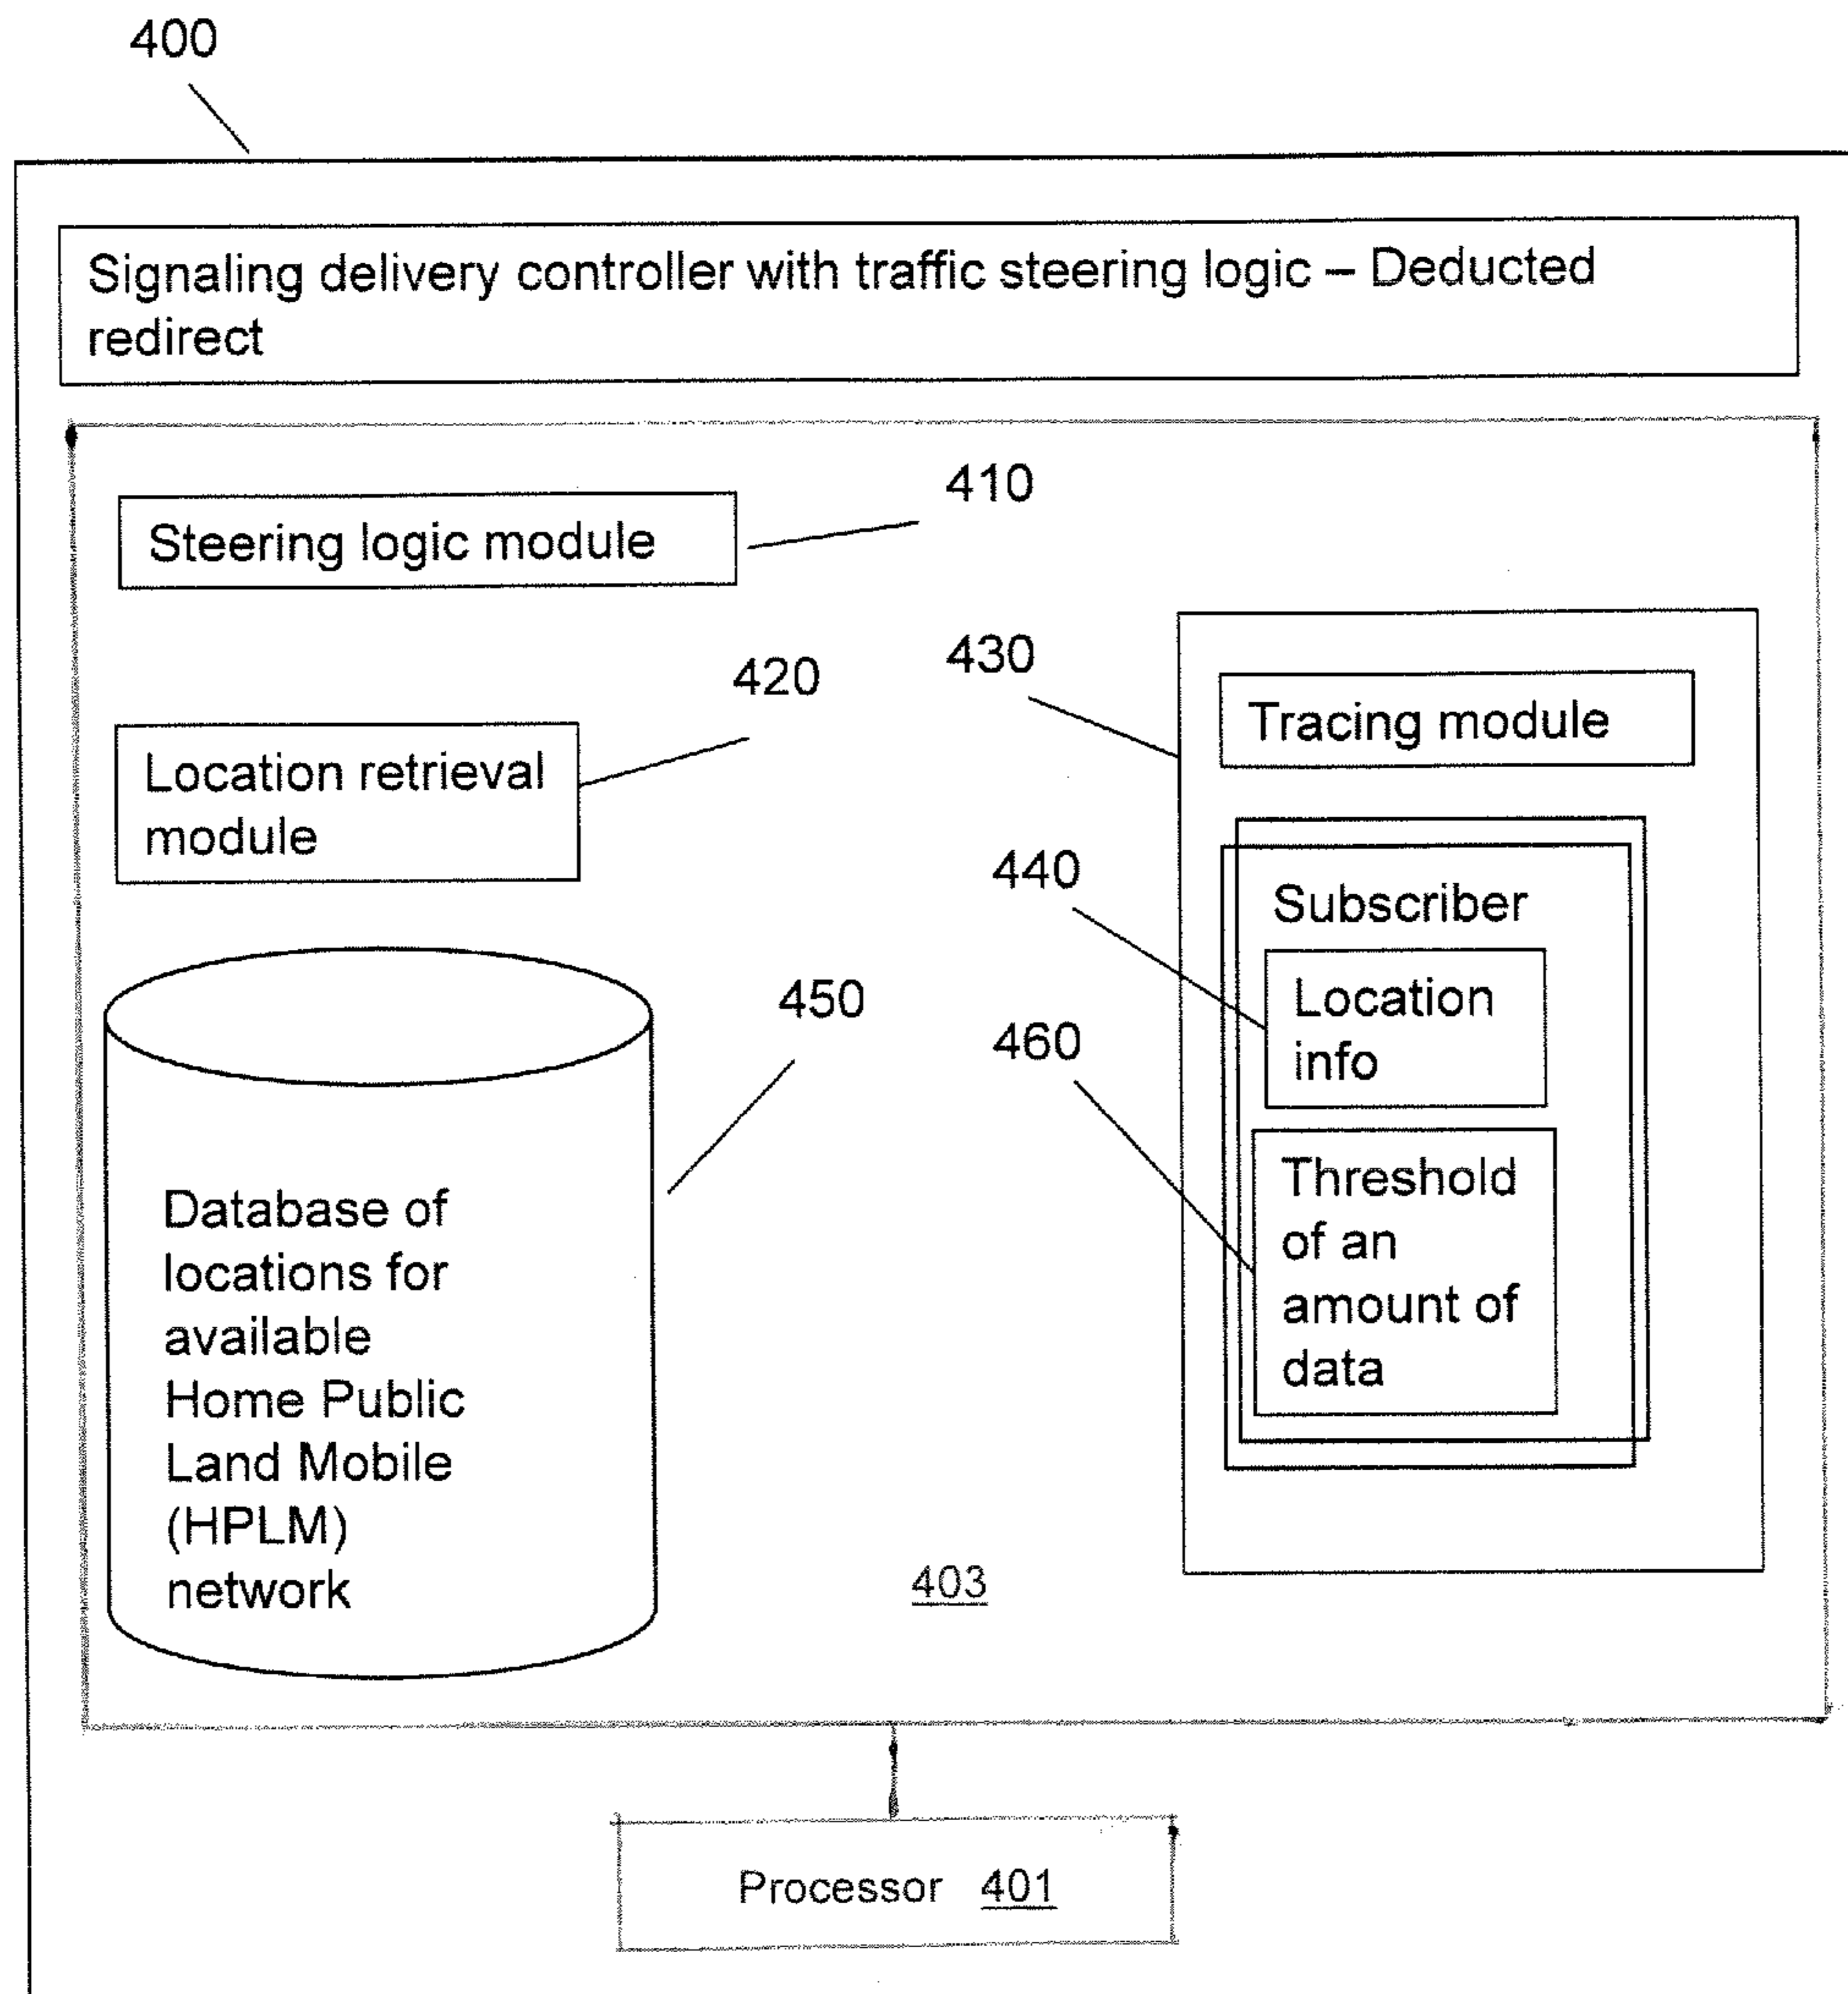 400
Signaling delivery controller with traffic steering logic – Deducted
redirect
Steering logic module
410
Location retrieval
module
420
430
Tracing module
Subscriber
440
Location
info
460
Threshold
of an
amount of
data
450
Database of
locations for
available
Home Public
Land Mobile
(HPLM)
network
403
Processor 401